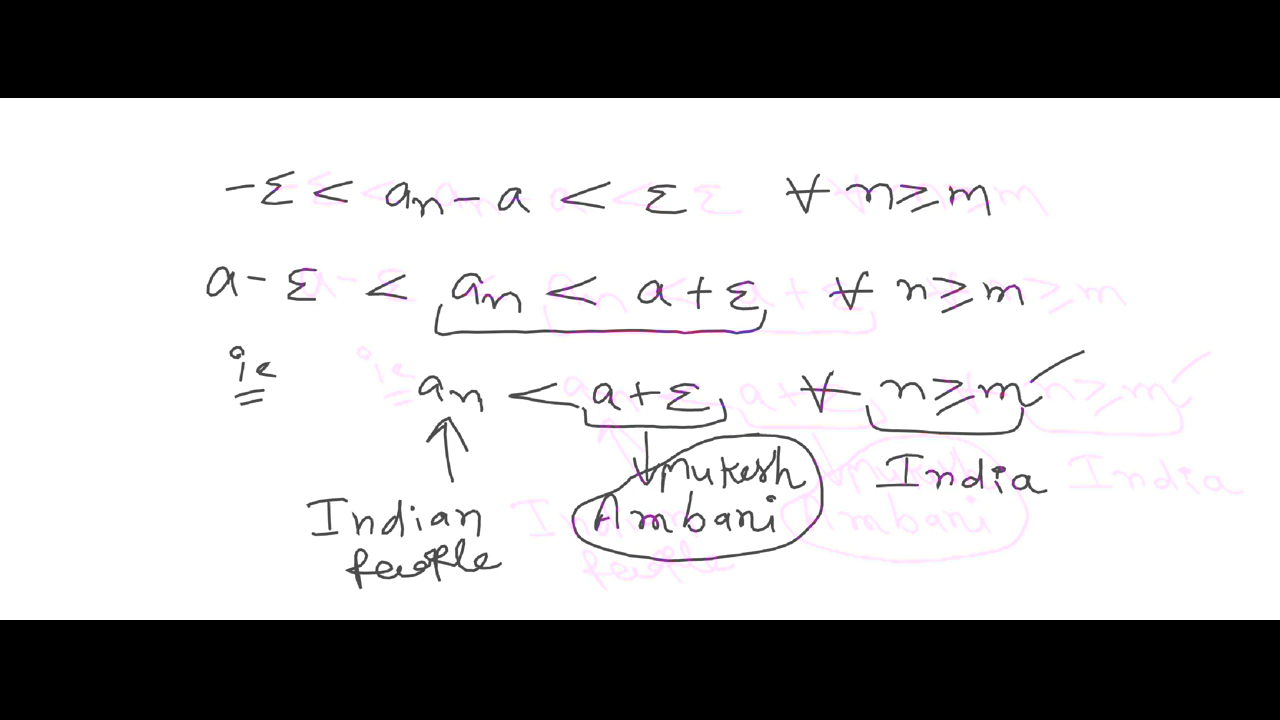 -ε < aₙ - a < ε ∀ n ≥ m
a - ε < aₙ < a + ε ∀ n ≥ m
ie aₙ < a + ε ∀ n ≥ m
mukesh India
Indian Ambani
people